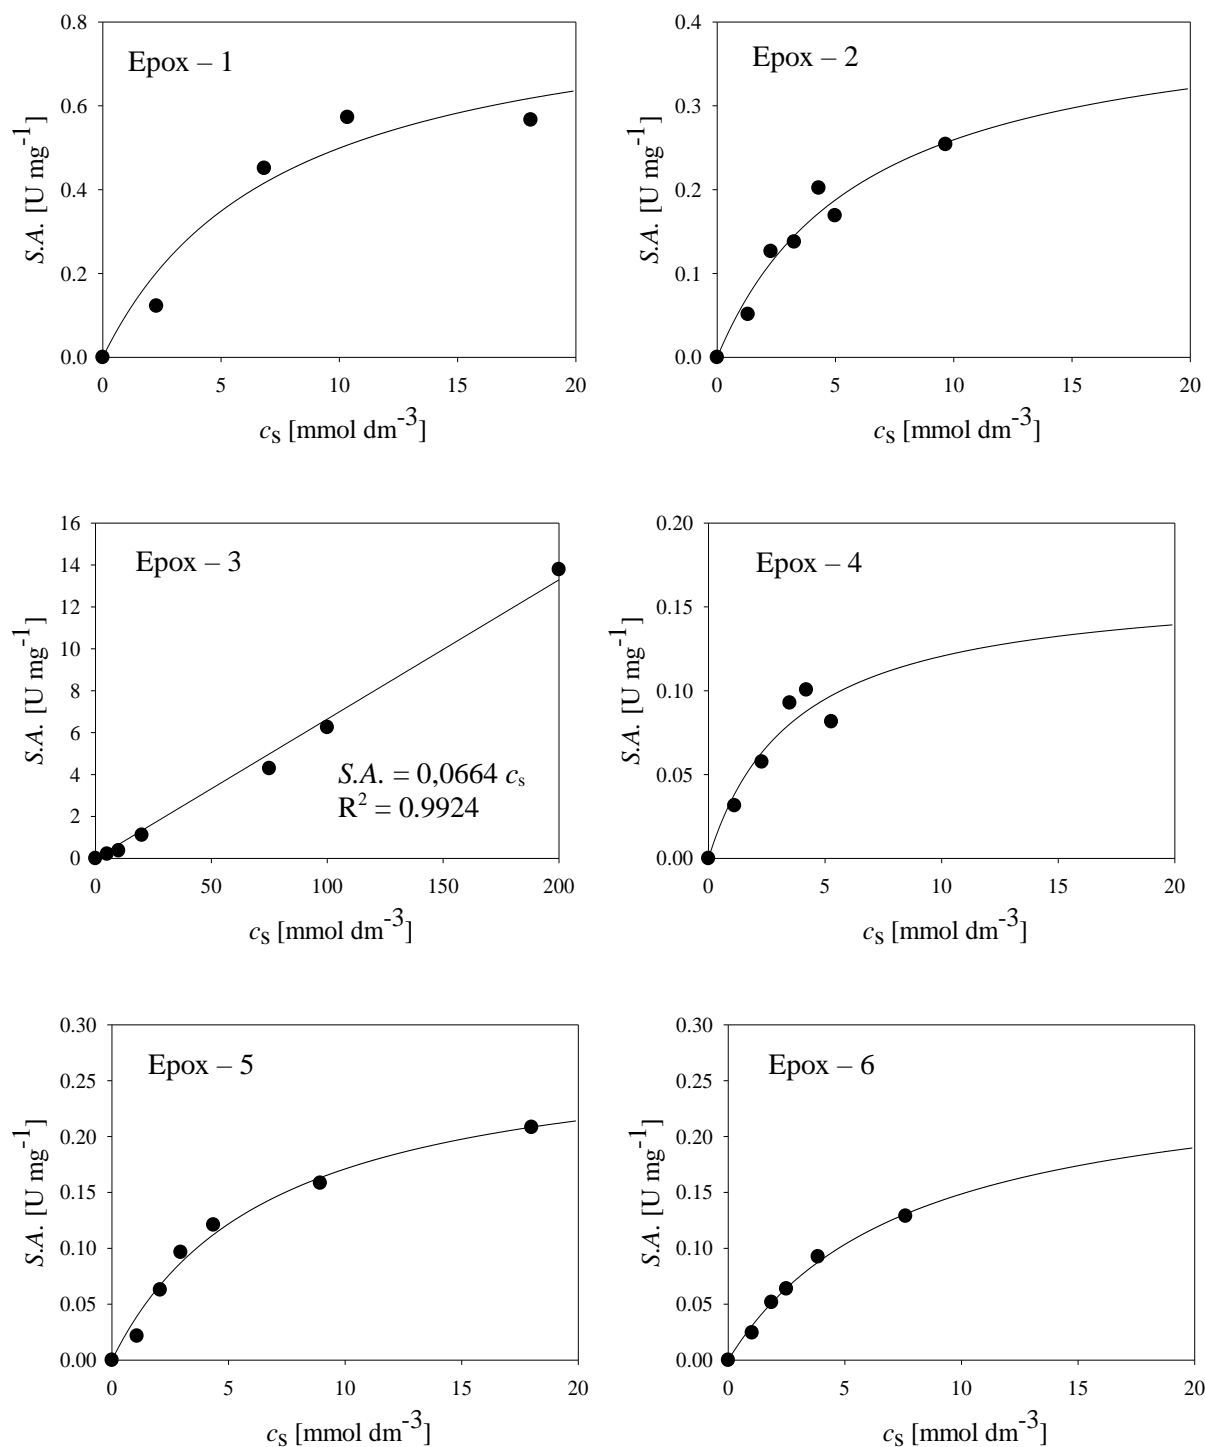 Epox – 1
0.8
0.6
0.4
0.2
0.0
S.A. [U mg⁻¹]
0 5 10 15 20
cS [mmol dm⁻³]
Epox – 2
0.4
0.3
0.2
0.1
0.0
S.A. [U mg⁻¹]
0 5 10 15 20
cS [mmol dm⁻³]
Epox – 3
16
14
12
10
8
6
4
2
0
S.A. [U mg⁻¹]
S.A. = 0,0664 cs
R² = 0.9924
0 50 100 150 200
cS [mmol dm⁻³]
Epox – 4
0.20
0.15
0.10
0.05
0.00
S.A. [U mg⁻¹]
0 5 10 15 20
cS [mmol dm⁻³]
Epox – 5
0.30
0.25
0.20
0.15
0.10
0.05
0.00
S.A. [U mg⁻¹]
0 5 10 15 20
cS [mmol dm⁻³]
Epox – 6
0.30
0.25
0.20
0.15
0.10
0.05
0.00
S.A. [U mg⁻¹]
0 5 10 15 20
cS [mmol dm⁻³]